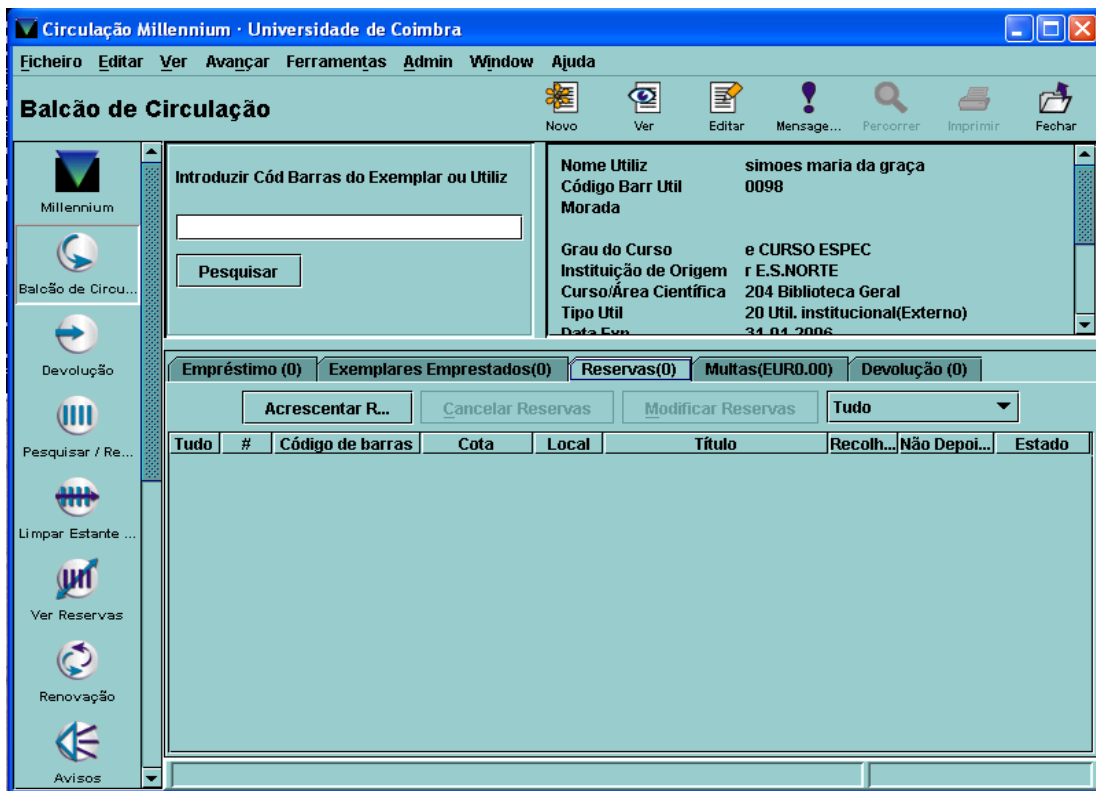 Circulação Millennium · Universidade de Coimbra
Ficheiro Editar Ver Avançar Ferramentas Admin Window Ajuda
Balcão de Circulação
Novo Ver Editar Mensage... Percorrer Imprimir Fechar
Millennium
Balcão de Circu...
Devolução
Pesquisar / Re...
Limpar Estante ...
Ver Reservas
Renovação
Avisos
Introduzir Cód Barras do Exemplar ou Utiliz
Pesquisar
Nome Utiliz simoes maria da graça
Código Barr Util 0098
Morada
Grau do Curso e CURSO ESPEC
Instituição de Origem r E.S.NORTE
Curso/Área Científica 204 Biblioteca Geral
Tipo Util 20 Util. institucional(Externo)
Data Exp 31.01.2006
Empréstimo (0) Exemplares Emprestados(0) Reservas(0) Multas(EUR0.00) Devolução (0)
Acrescentar R... Cancelar Reservas Modificar Reservas Tudo
Tudo # Código de barras Cota Local Título Recolh... Não Depoi... Estado